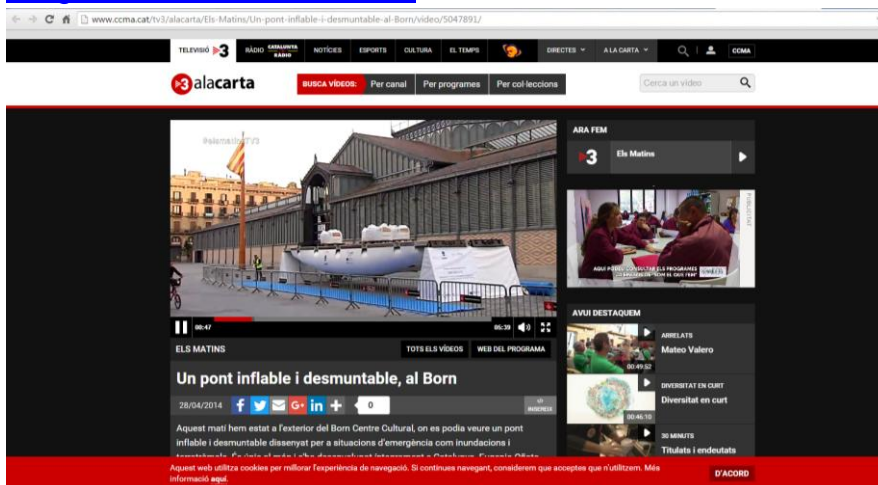 www.ccma.cat/tv3/alacarta/Els-Matins/Un-pont-inflable-i-desmuntable-al-Born/video/5047891/
TELEVISIÓ 3 RÀDIO CATALUNYA RÀDIO NOTÍCIES ESPORTS CULTURA EL TEMPS DIRECTES A LA CARTA CCMA
3alacarta BUSCA VÍDEOS: Per canal Per programes Per col·leccions Cerca un vídeo
ARA FEM
3 Els Matins
PUBLICITAT
AVUI DESTAQUEM
ARRELATS
Mateo Valero
00:49:52
DIVERSITAT EN CURT
Diversitat en curt
00:46:10
30 MINUTS
Titulats i endeutats
00:47 05:39
ELS MATINS TOTS ELS VÍDEOS WEB DEL PROGRAMA
Un pont inflable i desmuntable, al Born
28/04/2014 f G+ in + 0
Aquest matí hem estat a l'exterior del Born Centre Cultural, on es podia veure un pont
inflable i desmuntable dissenyat per a situacions d'emergència com inundacions i
Aquest web utilitza cookies per millorar l'experiència de navegació. Si continues navegant, considerem que acceptes que n'utilitzem. Més
informació aquí. D'ACORD